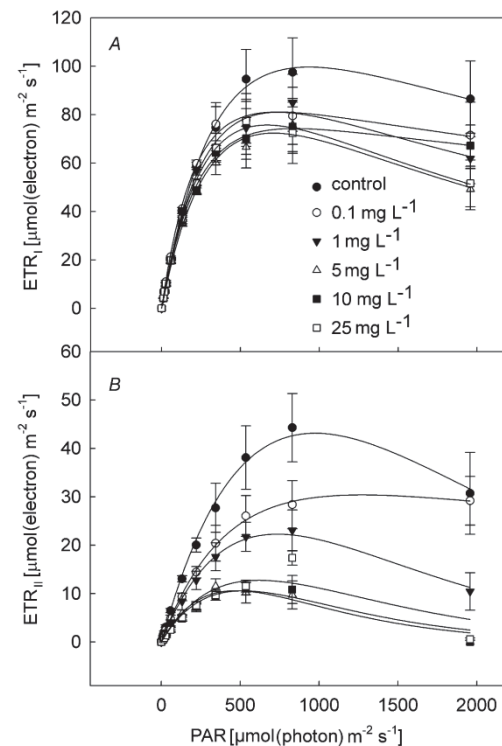 A
120
100
80
60
40
20
0
ETR_I [µmol(electron) m⁻² s⁻¹]
control
0.1 mg L⁻¹
1 mg L⁻¹
5 mg L⁻¹
10 mg L⁻¹
25 mg L⁻¹
B
60
50
40
30
20
10
0
ETR_II [µmol(electron) m⁻² s⁻¹]
0 500 1000 1500 2000
PAR [µmol(photon) m⁻² s⁻¹]